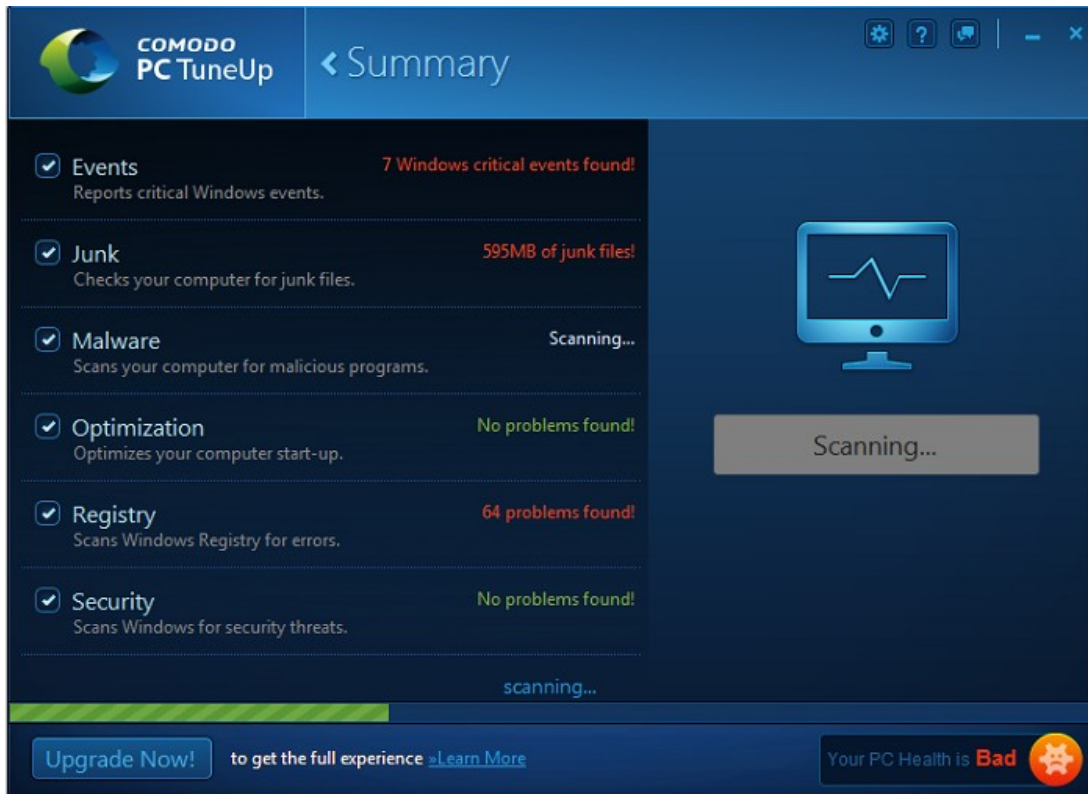 COMODO
PC TuneUp
Summary
?
Events
7 Windows critical events found!
Reports critical Windows events.
Junk
595MB of junk files!
Checks your computer for junk files.
Malware
Scanning...
Scans your computer for malicious programs.
Optimization
No problems found!
Optimizes your computer start-up.
Scanning...
Registry
64 problems found!
Scans Windows Registry for errors.
Security
No problems found!
Scans Windows for security threats.
scanning...
Upgrade Now! to get the full experience »Learn More
Your PC Health is Bad